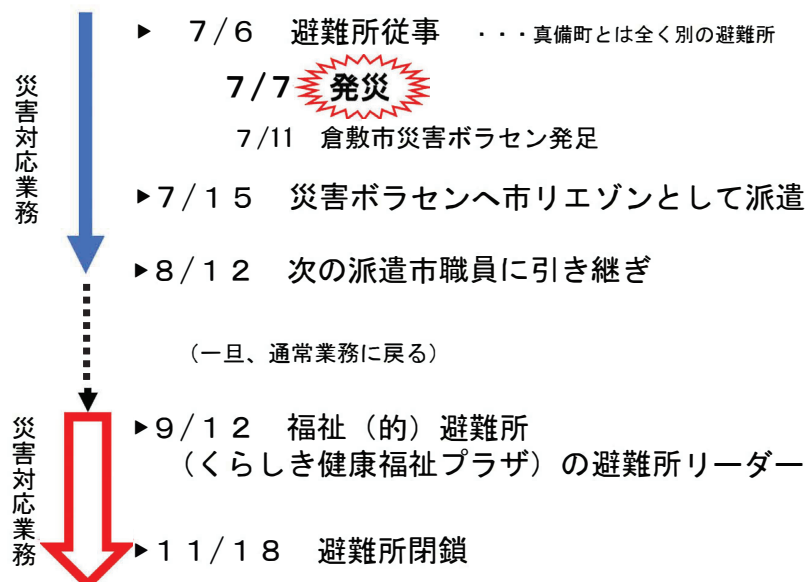 ▶ 7/6 避難所従事 ・・・真備町とは全く別の避難所
7/7 発災
7/11 倉敷市災害ボラセン発足
▶7/15 災害ボラセンへ市リエゾンとして派遣
▶8/12 次の派遣市職員に引き継ぎ
（一旦、通常業務に戻る）
▶9/12 福祉（的）避難所
（くらしき健康福祉プラザ）の避難所リーダー
▶11/18 避難所閉鎖
災害対応業務
災害対応業務